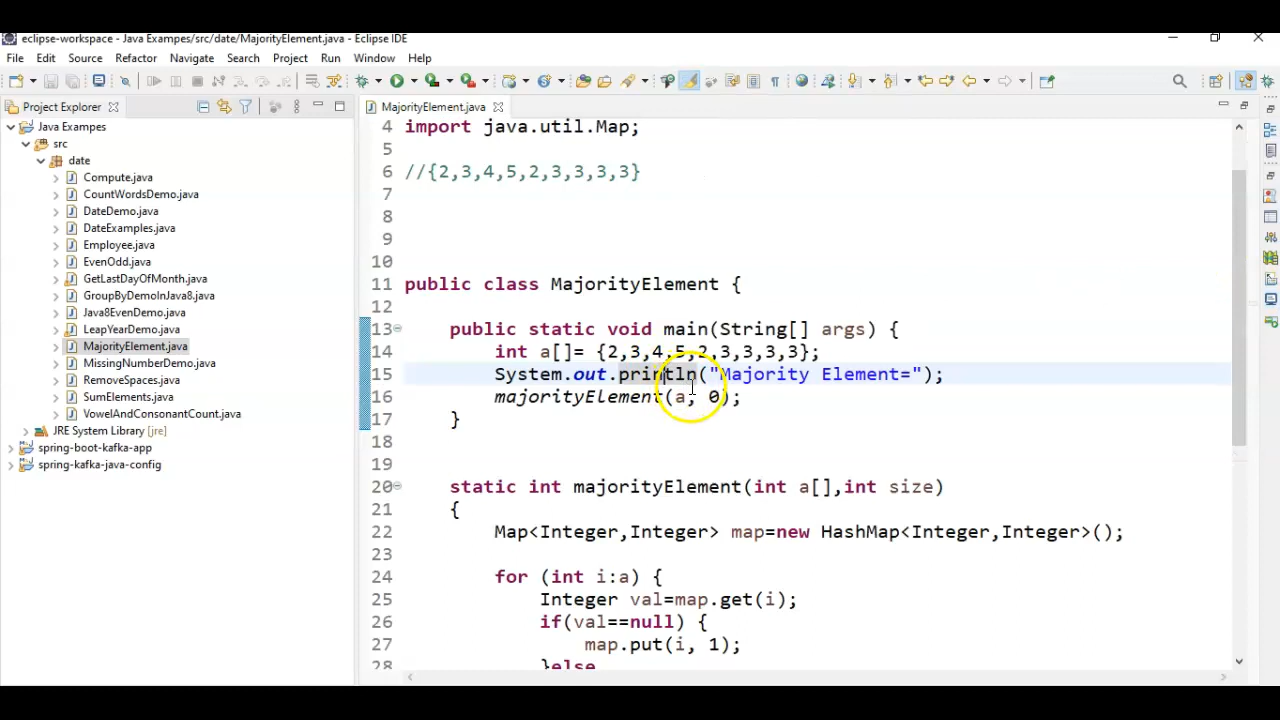 eclipse-workspace - Java Exampes/src/date/MajorityElement.java - Eclipse IDE
File Edit Source Refactor Navigate Search Project Run Window Help
Project Explorer
MajorityElement.java
Java Exampes
src
date
Compute.java
CountWordsDemo.java
DateDemo.java
DateExamples.java
Employee.java
EvenOdd.java
GetLastDayOfMonth.java
GroupByDemoInJava8.java
Java8EvenDemo.java
LeapYearDemo.java
MajorityElement.java
MissingNumberDemo.java
RemoveSpaces.java
SumElements.java
VowelAndConsonantCount.java
JRE System Library [jre]
spring-boot-kafka-app
spring-kafka-java-config
4 import java.util.Map;
5
6 //{2,3,4,5,2,3,3,3,3}
7
8
9
10
11 public class MajorityElement {
12
13 public static void main(String[] args) {
14 int a[]= {2,3,4,5,2,3,3,3,3};
15 System.out.println("Majority Element=");
16 majorityElement(a, 0);
17 }
18
19
20 static int majorityElement(int a[],int size)
21 {
22 Map<Integer,Integer> map=new HashMap<Integer,Integer>();
23
24 for (int i:a) {
25 Integer val=map.get(i);
26 if(val==null) {
27 map.put(i, 1);
28 }else